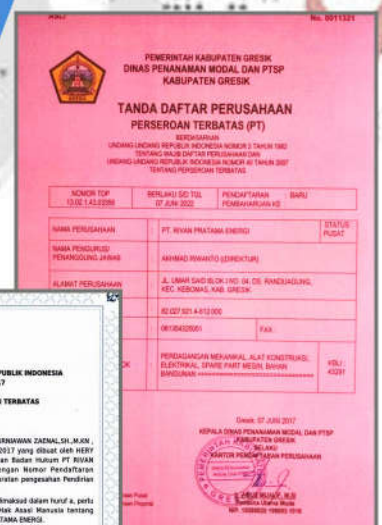 ASLI
No. 0011321
PEMERINTAH KABUPATEN GRESIK
DINAS PENANAMAN MODAL DAN PTSP
KABUPATEN GRESIK
TANDA DAFTAR PERUSAHAAN
PERSEROAN TERBATAS (PT)
BERDASARKAN
UNDANG-UNDANG REPUBLIK INDONESIA NOMOR 3 TAHUN 1982
TENTANG WAJIB DAFTAR PERUSAHAAN DAN
UNDANG-UNDANG REPUBLIK INDONESIA NOMOR 40 TAHUN 2007
TENTANG PERSEROAN TERBATAS
NOMOR TDP
BERLAKU S/D TGL
07 JUNI 2022
PENDAFTARAN : BARU
PEMBAHARUAN KE
NAMA PERUSAHAAN
PT. RIVAN PRATAMA ENERGI
STATUS
PUSAT
NAMA PENGURUS/
PENANGGUNG JAWAB
AKHMAD RIWANTO (DIREKTUR)
ALAMAT PERUSAHAAN
JL. UMAR SAID BLOK I NO. 04, DS. RANDUAGUNG,
KEC. KEBOMAS, KAB. GRESIK
FAX :
OK
PERDAGANGAN MEKANIKAL, ALAT KONSTRUKSI,
ELEKTRIKAL, SPARE PART MESIN, BAHAN
BANGUNAN
KBLI :
Gresik, 07 JUNI 2017
KEPALA DINAS PENANAMAN MODAL DAN PTSP
KABUPATEN GRESIK
SELAKU
KANTOR PENDAFTARAN PERUSAHAAN
PUBLIK INDONESIA
TERBATAS
URNIAWAN ZAENAL,SH.,M.KN ,
2017 yang dibuat oleh HERY
an Badan Hukum PT RIVAN
engan Nomor Pendaftaran
aratan pengesahan Pendirian
dimaksud dalam huruf a, perlu
Hak Asasi Manusia tentang
TAMA ENERGI.